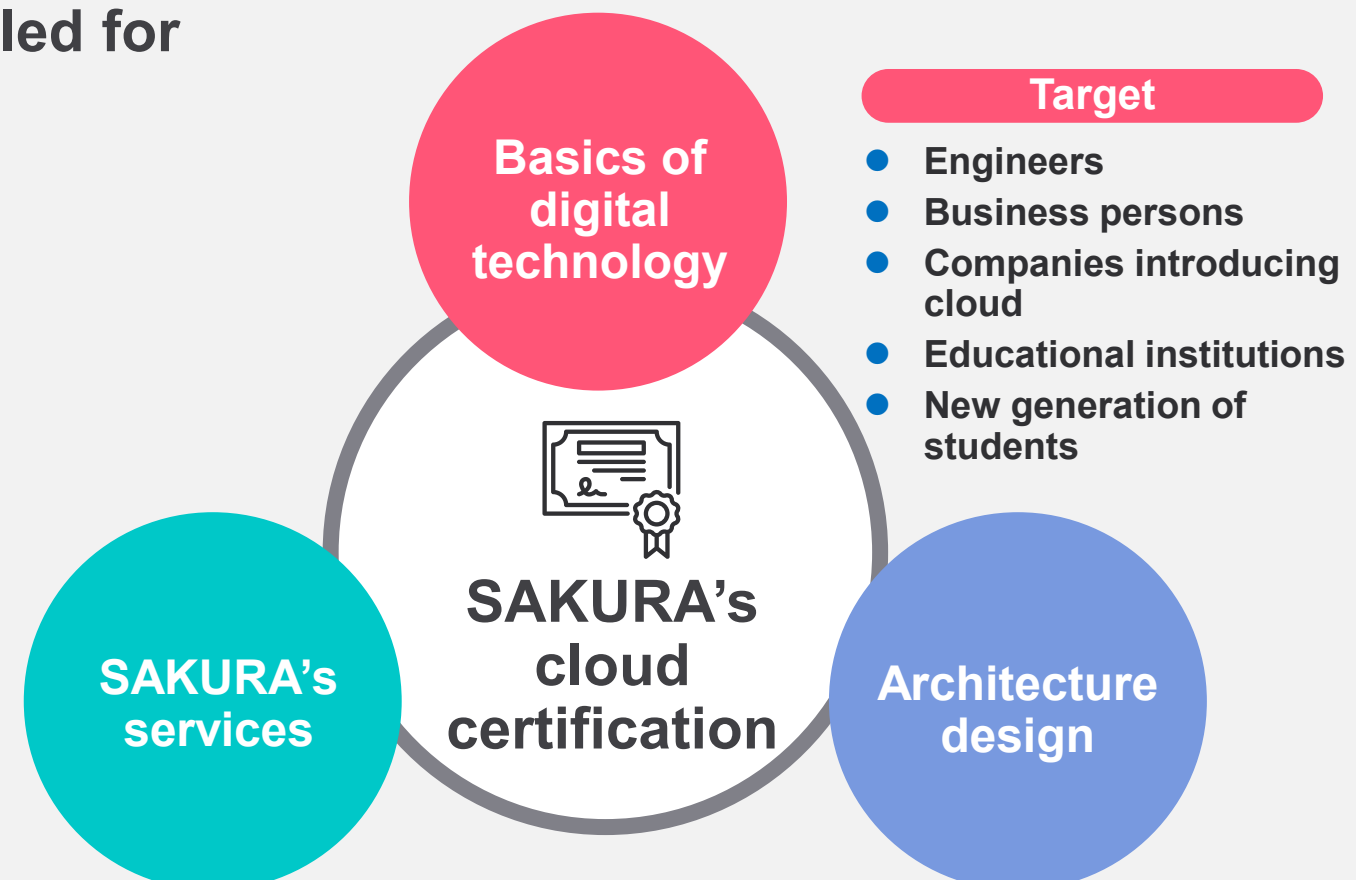 led for
Basics of
digital
technology
Target
Engineers
Business persons
Companies introducing
cloud
Educational institutions
New generation of
students
SAKURA’s
cloud
certification
SAKURA’s
services
Architecture
design